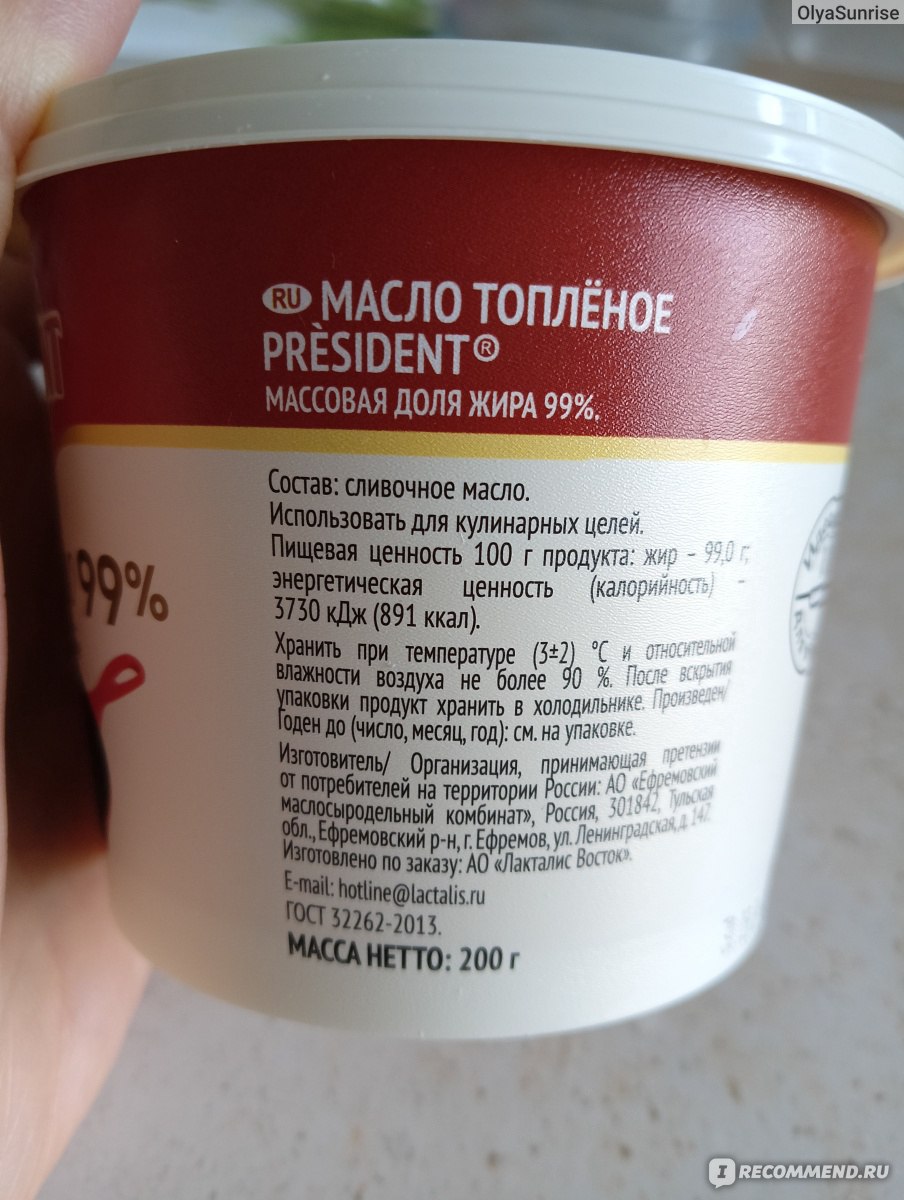 OlyaSunrise
RU МАСЛО ТОПЛЁНОЕ
PRÈSIDENT®
МАССОВАЯ ДОЛЯ ЖИРА 99%.
Состав: сливочное масло.
Использовать для кулинарных целей.
Пищевая ценность 100 г продукта: жир – 99,0 г;
энергетическая ценность (калорийность) –
3730 кДж (891 ккал).
Хранить при температуре (3±2) °С и относительной
влажности воздуха не более 90 %. После вскрытия
упаковки продукт хранить в холодильнике. Произведен/
Годен до (число, месяц, год): см. на упаковке.
Изготовитель/ Организация, принимающая претензии
от потребителей на территории России: АО «Ефремовский
маслосыродельный комбинат», Россия, 301842, Тульская
обл., Ефремовский р-н, г. Ефремов, ул. Ленинградская, д. 147.
Изготовлено по заказу: АО «Лакталис Восток».
E-mail: hotline@lactalis.ru
ГОСТ 32262-2013.
МАССА НЕТТО: 200 г
99%
IRECOMMEND.RU